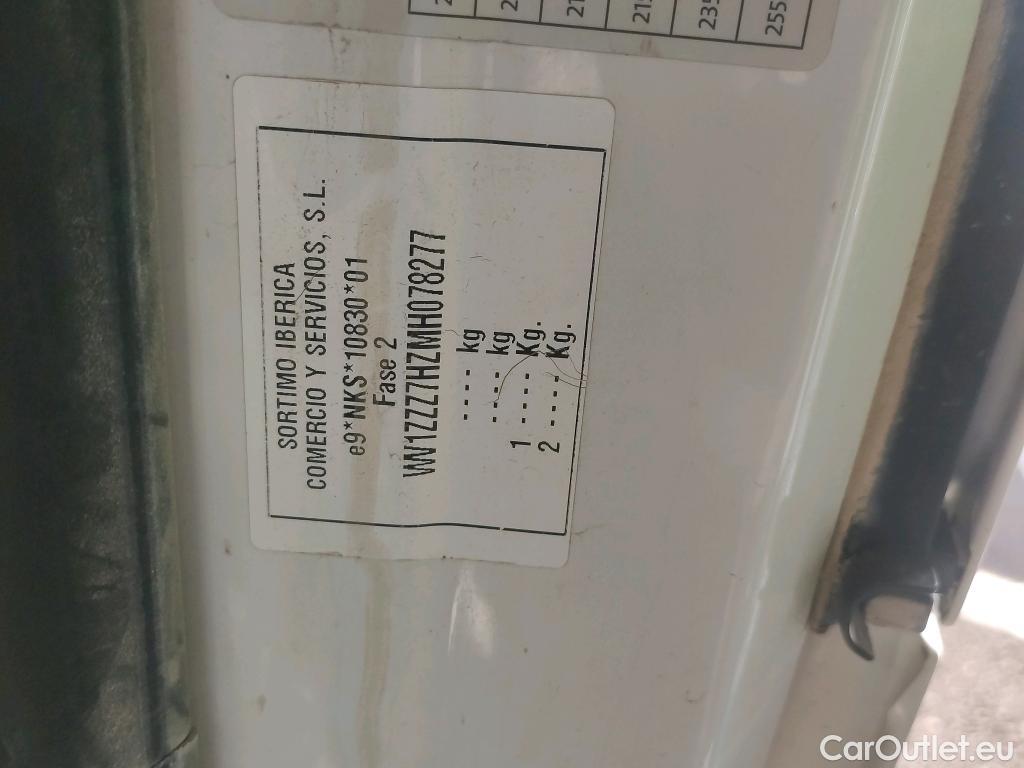 SORTIMO IBERICA
COMERCIO Y SERVICIOS, S.L.
e9*NKS*10830*01
Fase 2
WV1ZZZ7HZMH078277
---- kg
---- kg
1 ---- Kg.
2 ---- Kg.
255
CarOutlet.eu